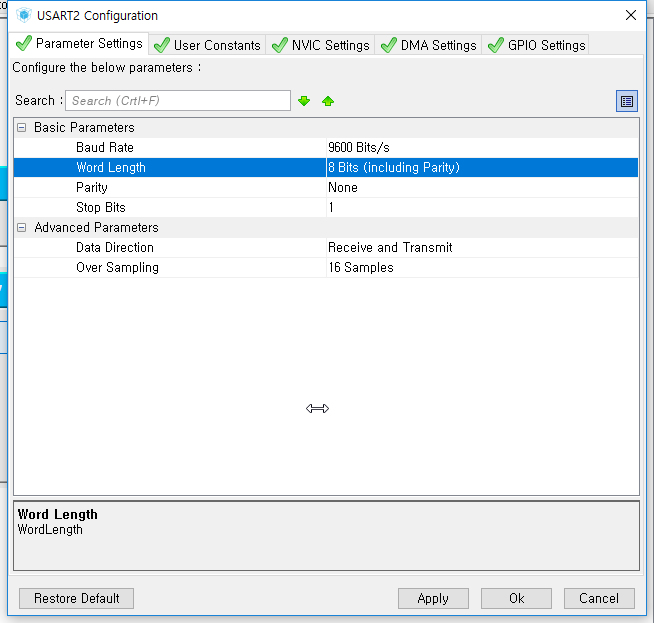 USART2 Configuration
Parameter Settings User Constants NVIC Settings DMA Settings GPIO Settings
Configure the below parameters :
Search : Search (Crtl+F)
Basic Parameters
Baud Rate 9600 Bits/s
Word Length 8 Bits (including Parity)
Parity None
Stop Bits 1
Advanced Parameters
Data Direction Receive and Transmit
Over Sampling 16 Samples
Word Length
WordLength
Restore Default Apply Ok Cancel